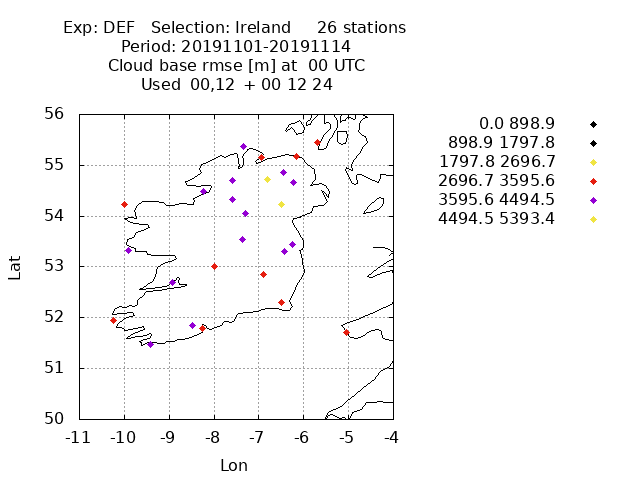 Exp: DEF   Selection: Ireland     26 stations
Period: 20191101-20191114
Cloud base rmse [m] at  00 UTC
Used  00,12  + 00 12 24
0.0 898.9
898.9 1797.8
1797.8 2696.7
2696.7 3595.6
3595.6 4494.5
4494.5 5393.4
56
55
54
53
52
51
50
Lat
-11 -10 -9 -8 -7 -6 -5 -4
Lon